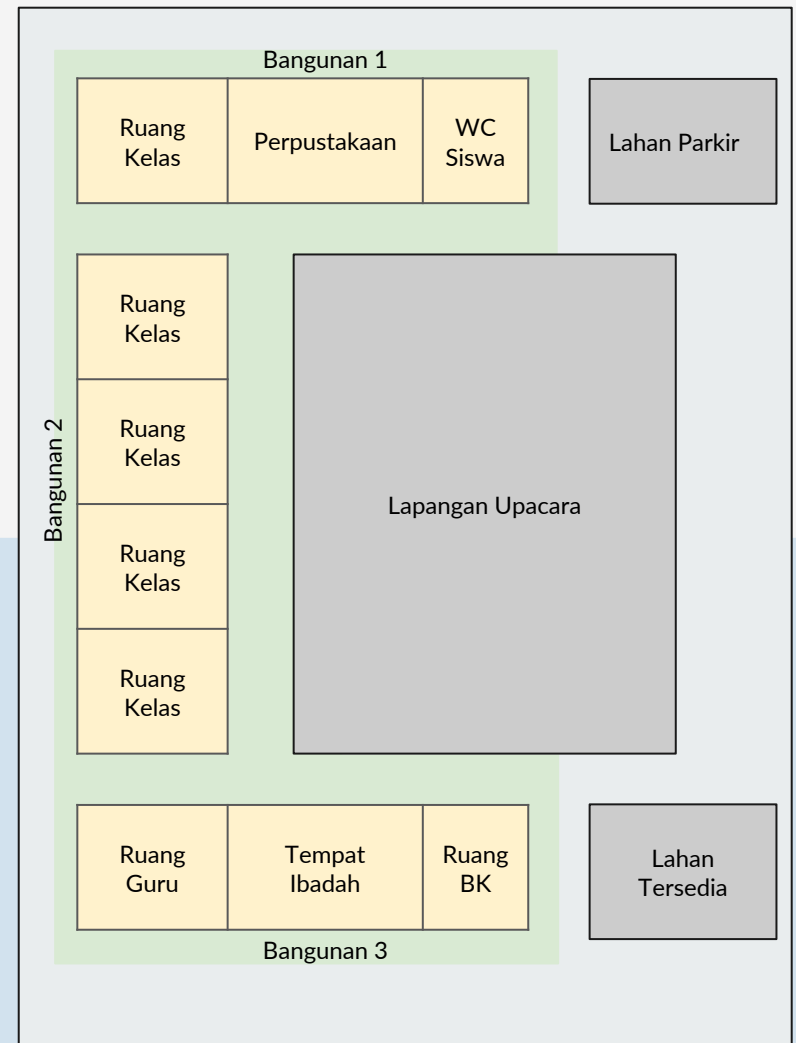 Bangunan 1
Ruang
Kelas
Perpustakaan
WC
Siswa
Lahan Parkir
Bangunan 2
Ruang
Kelas
Ruang
Kelas
Ruang
Kelas
Ruang
Kelas
Lapangan Upacara
Ruang
Guru
Tempat
Ibadah
Ruang
BK
Lahan
Tersedia
Bangunan 3